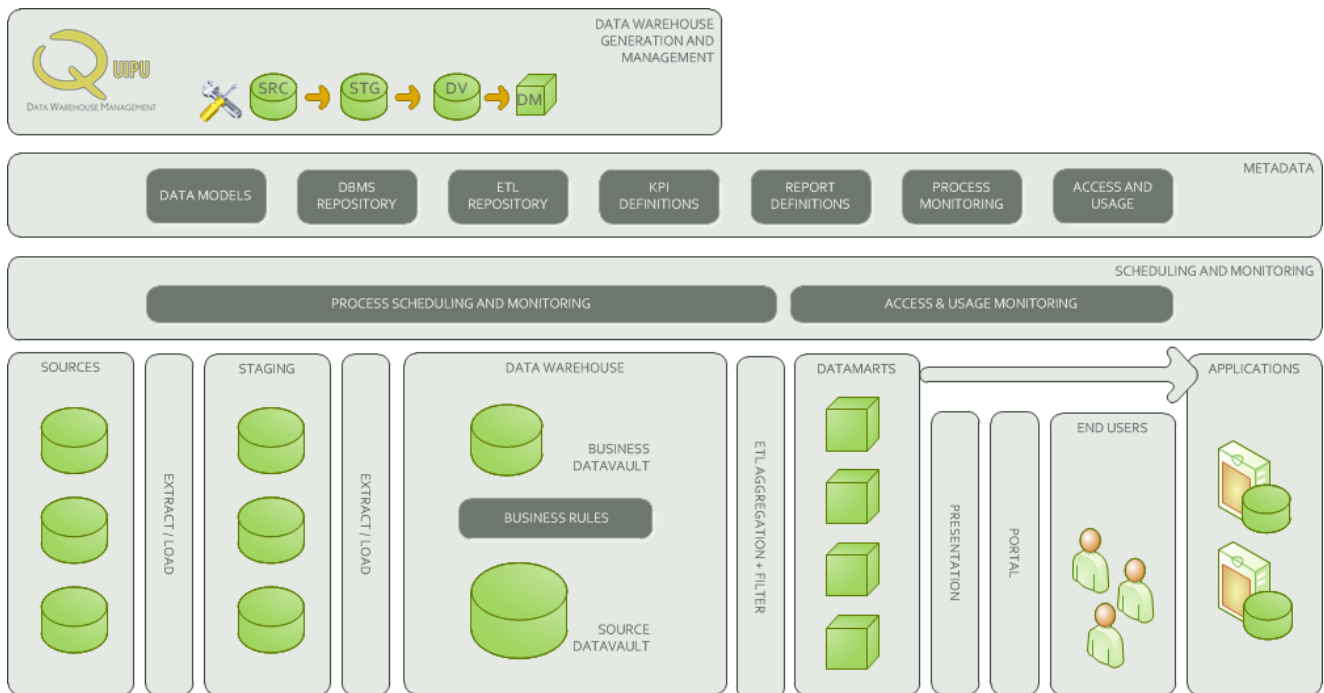 DATA WAREHOUSE
GENERATION AND
MANAGEMENT
QUIPU
DATA WAREHOUSE MANAGEMENT
SRC
STG
DV
DM
METADATA
DATA MODELS
DBMS
REPOSITORY
ETL
REPOSITORY
KPI
DEFINITIONS
REPORT
DEFINITIONS
PROCESS
MONITORING
ACCESS AND
USAGE
SCHEDULING AND MONITORING
PROCESS SCHEDULING AND MONITORING
ACCESS & USAGE MONITORING
SOURCES
EXTRACT / LOAD
STAGING
EXTRACT / LOAD
DATA WAREHOUSE
BUSINESS
DATAVAULT
BUSINESS RULES
SOURCE
DATAVAULT
ETL AGGREGATION + FILTER
DATAMARTS
PRESENTATION
PORTAL
END USERS
APPLICATIONS